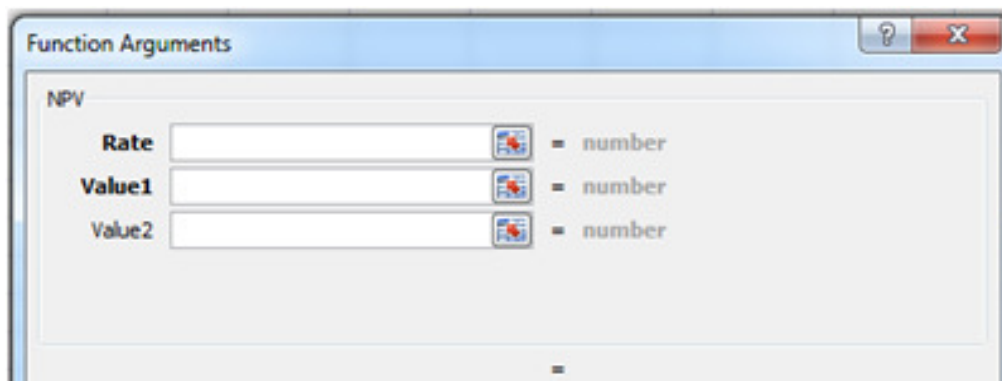 Function Arguments
NPV
Rate = number
Value1 = number
Value2 = number
=